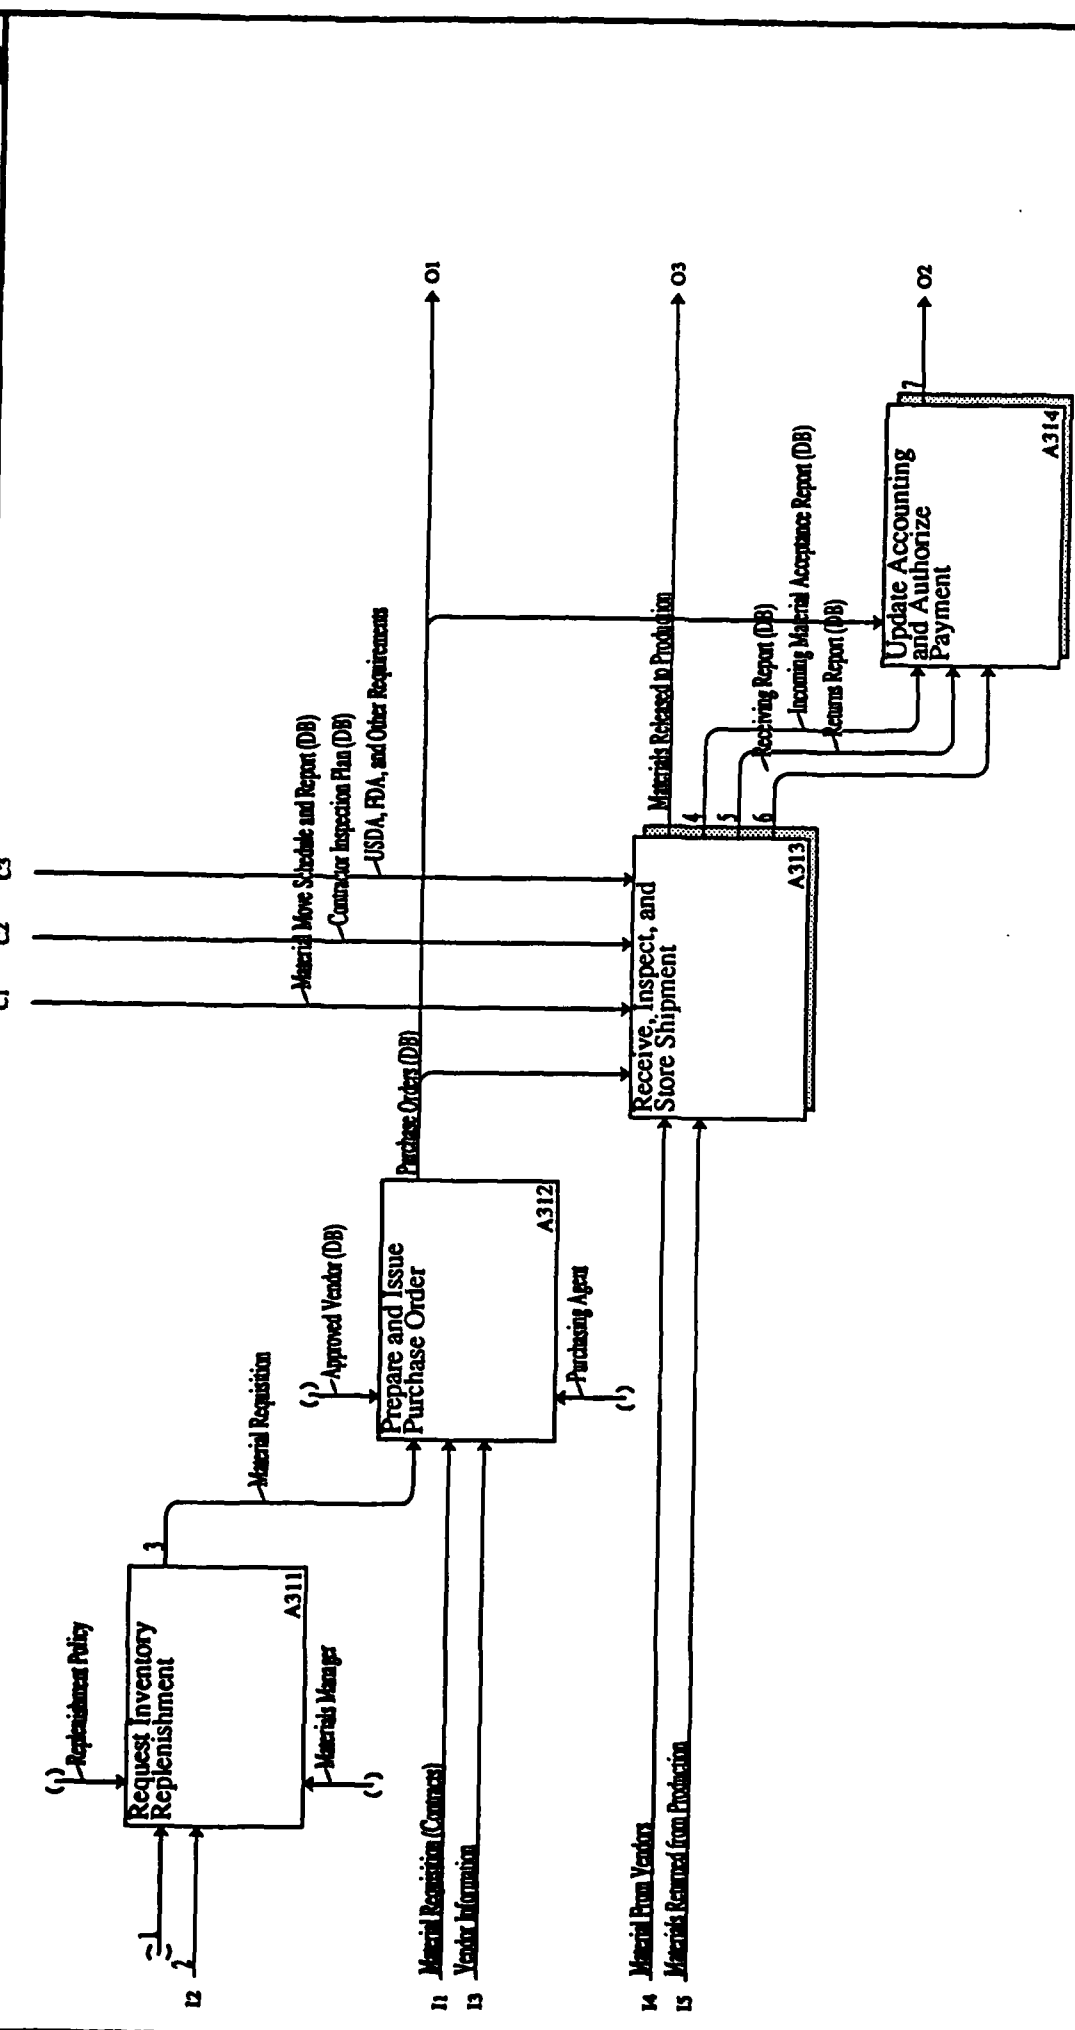 C1
C2
C3
( )
Replenishment Policy
1
2
I2
Request Inventory
Replenishment
A311
3
Materials Manager
( )
Material Requisition
( )
Approved Vendor (DB)
I1
Material Requisition (Contracts)
I3
Vendor Information
Prepare and Issue
Purchase Order
A312
Purchasing Agent
( )
Purchase Orders (DB)
Material Move Schedule and Report (DB)
Contractor Inspection Plan (DB)
USDA, FDA, and Other Requirements
O1
I4
Material From Vendors
I5
Materials Returned from Production
Receive, Inspect, and
Store Shipment
A313
Materials Released to Production
O3
4
5
6
Receiving Report (DB)
Incoming Material Acceptance Report (DB)
Returns Report (DB)
Update Accounting
and Authorize
Payment
A314
7
O2